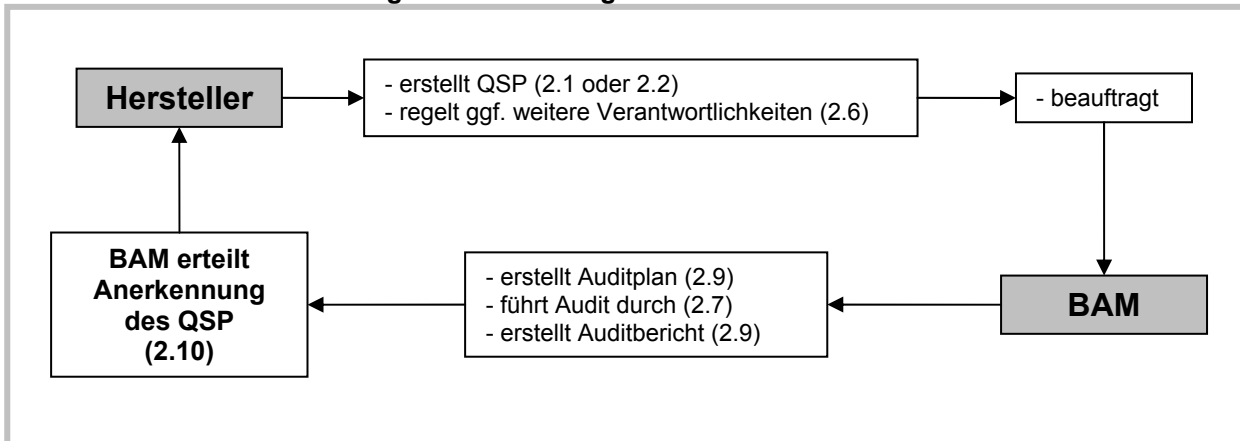 Hersteller
- erstellt QSP (2.1 oder 2.2)
- regelt ggf. weitere Verantwortlichkeiten (2.6)
- beauftragt
BAM
- erstellt Auditplan (2.9)
- führt Audit durch (2.7)
- erstellt Auditbericht (2.9)
BAM erteilt
Anerkennung
des QSP
(2.10)